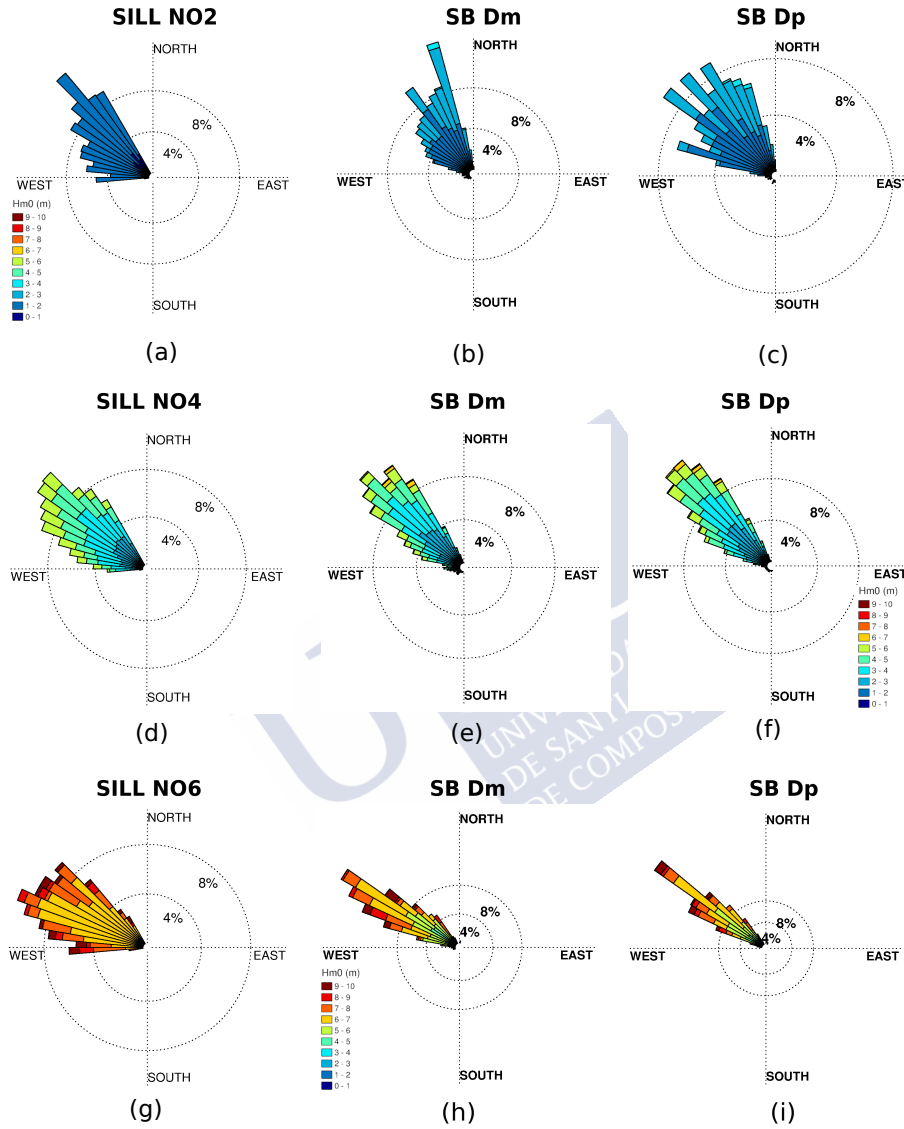 SILL NO2
SB Dm
SB Dp
NORTH
NORTH
NORTH
8%
8%
8%
4%
4%
4%
WEST
EAST
WEST
EAST
WEST
EAST
Hm0 (m)
9 - 10
8 - 9
7 - 8
6 - 7
5 - 6
4 - 5
3 - 4
2 - 3
1 - 2
0 - 1
SOUTH
SOUTH
SOUTH
(a)
(b)
(c)
SILL NO4
SB Dm
SB Dp
NORTH
NORTH
NORTH
8%
8%
8%
4%
4%
4%
WEST
EAST
WEST
EAST
WEST
EAST
Hm0 (m)
9 - 10
8 - 9
7 - 8
6 - 7
5 - 6
4 - 5
3 - 4
2 - 3
1 - 2
0 - 1
SOUTH
SOUTH
SOUTH
(d)
(e)
(f)
UNIVERSIDA
DE SANTI
DE COMPOST
SILL NO6
SB Dm
SB Dp
NORTH
NORTH
NORTH
8%
8%
8%
4%
4%
4%
WEST
EAST
WEST
EAST
WEST
EAST
Hm0 (m)
9 - 10
8 - 9
7 - 8
6 - 7
5 - 6
4 - 5
3 - 4
2 - 3
1 - 2
0 - 1
SOUTH
SOUTH
SOUTH
(g)
(h)
(i)